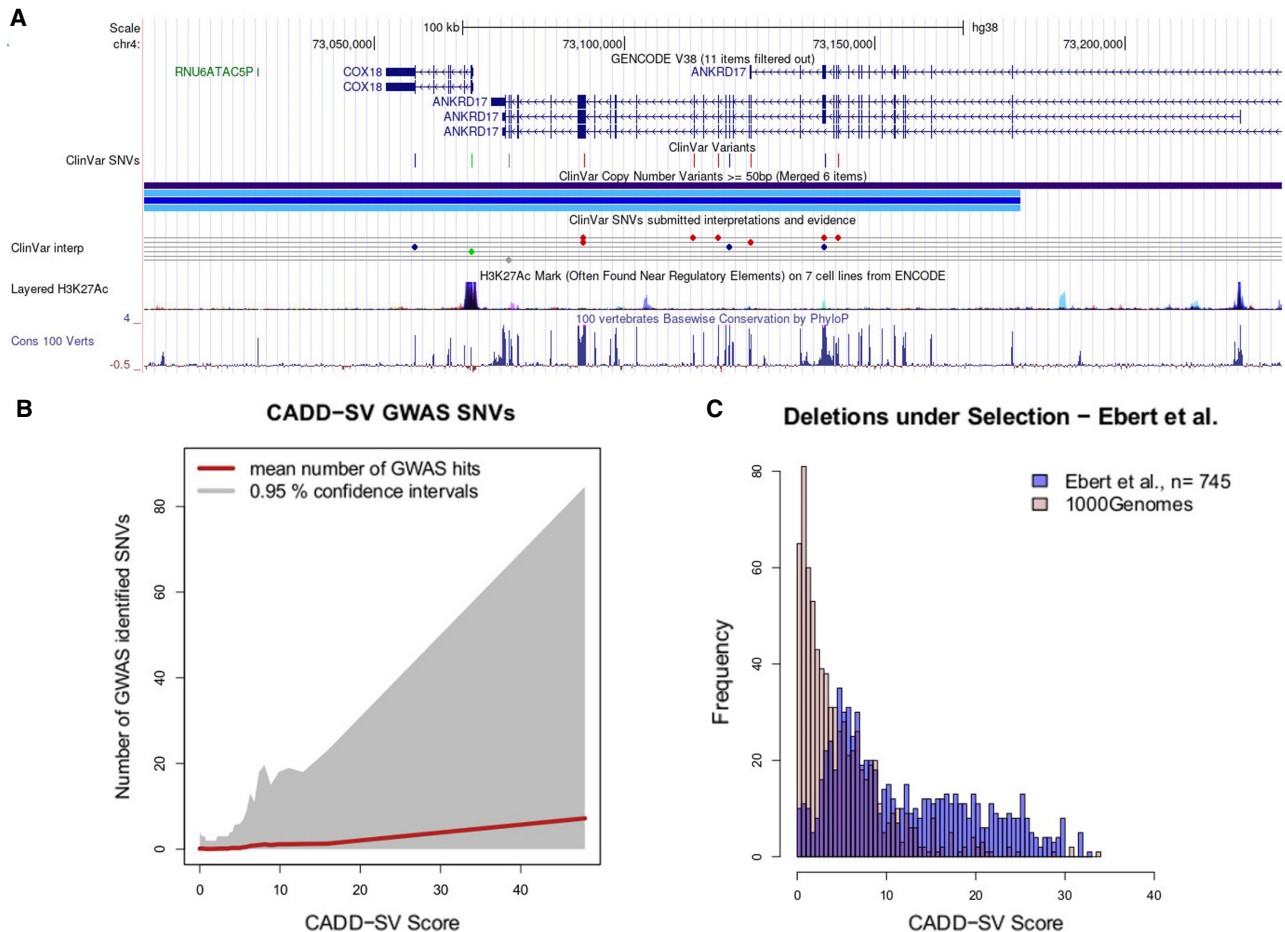 A
Scale
100 kb
hg38
chr4:
73,050,000
73,100,000
73,150,000
73,200,000
GENCODE V38 (11 items filtered out)
RNU6ATAC5P
COX18
ANKRD17
COX18
ANKRD17
ANKRD17
ANKRD17
ClinVar Variants
ClinVar SNVs
ClinVar Copy Number Variants >= 50bp (Merged 6 items)
ClinVar SNVs submitted interpretations and evidence
ClinVar interp
H3K27Ac Mark (Often Found Near Regulatory Elements) on 7 cell lines from ENCODE
Layered H3K27Ac
4
100 vertebrates Basewise Conservation by PhyloP
Cons 100 Verts
-0.5
B
CADD-SV GWAS SNVs
mean number of GWAS hits
0.95 % confidence intervals
Number of GWAS identified SNVs
80
60
40
20
0
0 10 20 30 40
CADD-SV Score
C
Deletions under Selection - Ebert et al.
Ebert et al., n= 745
1000Genomes
Frequency
80
60
40
20
0
0 10 20 30 40
CADD-SV Score